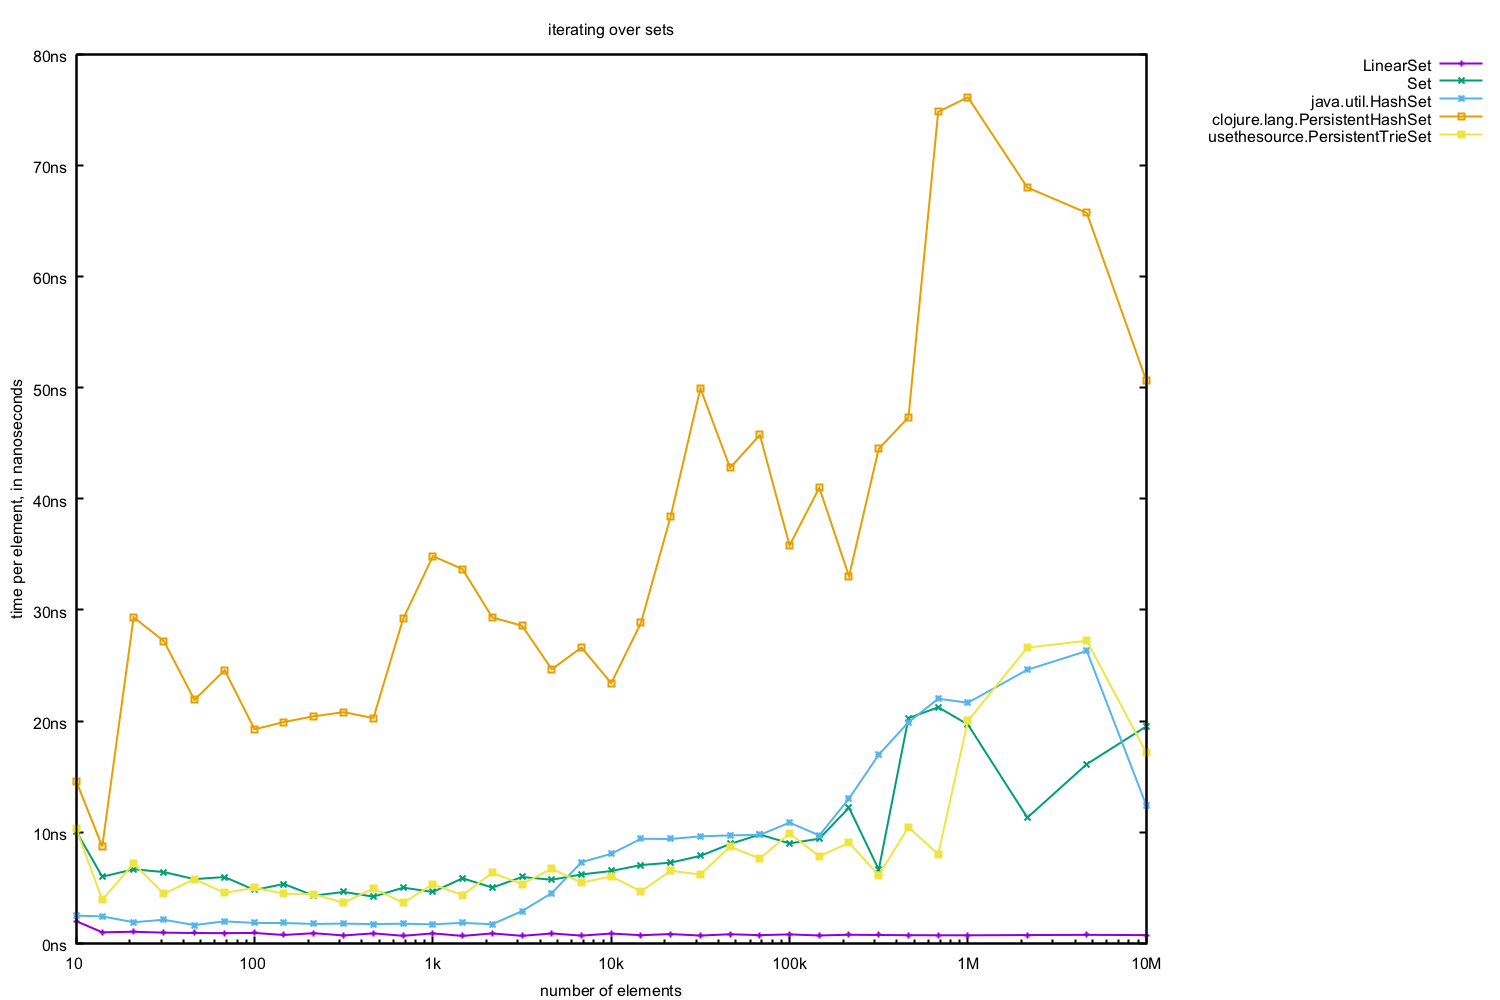 iterating over sets
80ns
70ns
60ns
50ns
40ns
30ns
20ns
10ns
0ns
time per element, in nanoseconds
10
100
1k
10k
100k
1M
10M
number of elements
LinearSet
Set
java.util.HashSet
clojure.lang.PersistentHashSet
usethesource.PersistentTrieSet